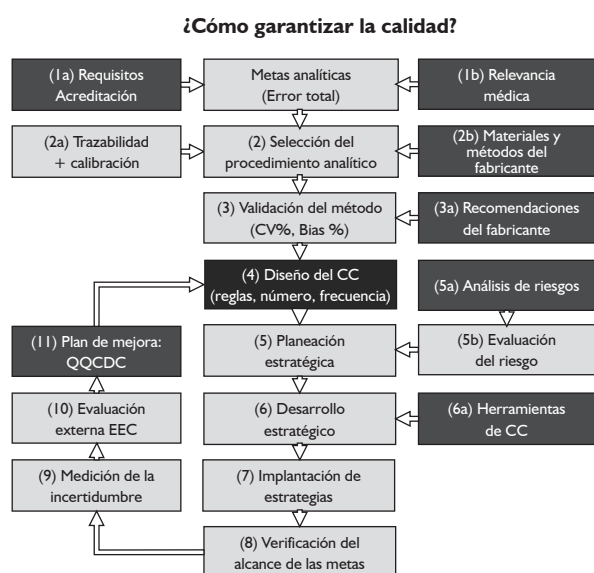 ¿Cómo garantizar la calidad?
(1a) Requisitos
Acreditación
Metas analíticas
(Error total)
(1b) Relevancia
médica
(2a) Trazabilidad
+ calibración
(2) Selección del
procedimiento analítico
(2b) Materiales y
métodos del
fabricante
(3) Validación del método
(CV%, Bias %)
(3a) Recomendaciones
del fabricante
(4) Diseño del CC
(reglas, número, frecuencia)
(5a) Análisis de riesgos
(11) Plan de mejora:
QQCDC
(5) Planeación
estratégica
(5b) Evaluación
del riesgo
(10) Evaluación
externa EEC
(6) Desarrollo
estratégico
(6a) Herramientas
de CC
(9) Medición de la
incertidumbre
(7) Implantación de
estrategias
(8) Verificación del
alcance de las metas